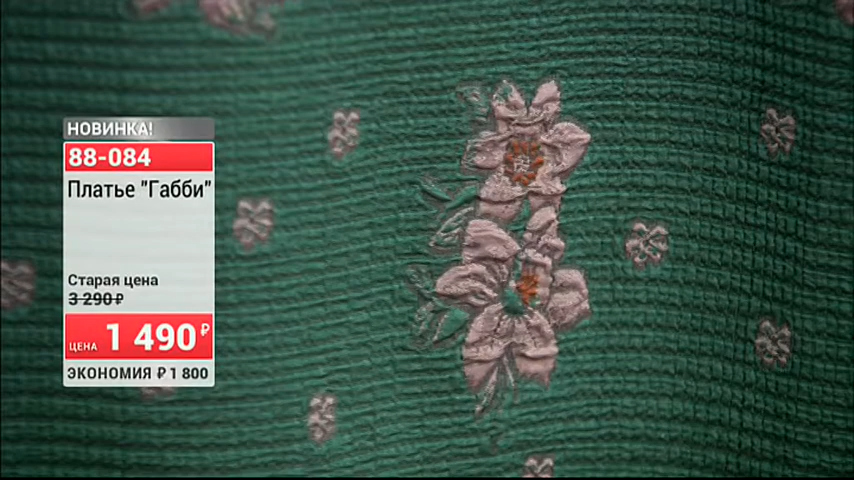 НОВИНКА!
88-084
Платье "Габби"
Старая цена
3 290 ₽
ЦЕНА 1 490 ₽
ЭКОНОМИЯ ₽ 1 800